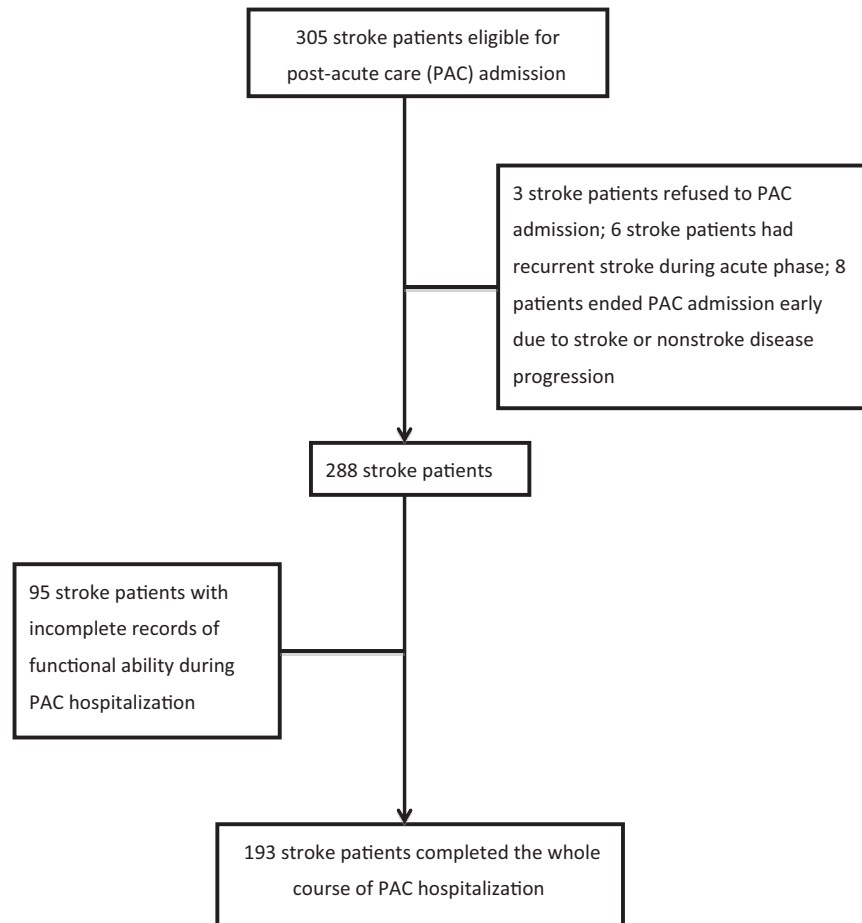 305 stroke patients eligible for
post-acute care (PAC) admission
3 stroke patients refused to PAC
admission; 6 stroke patients had
recurrent stroke during acute phase; 8
patients ended PAC admission early
due to stroke or nonstroke disease
progression
288 stroke patients
95 stroke patients with
incomplete records of
functional ability during
PAC hospitalization
193 stroke patients completed the whole
course of PAC hospitalization